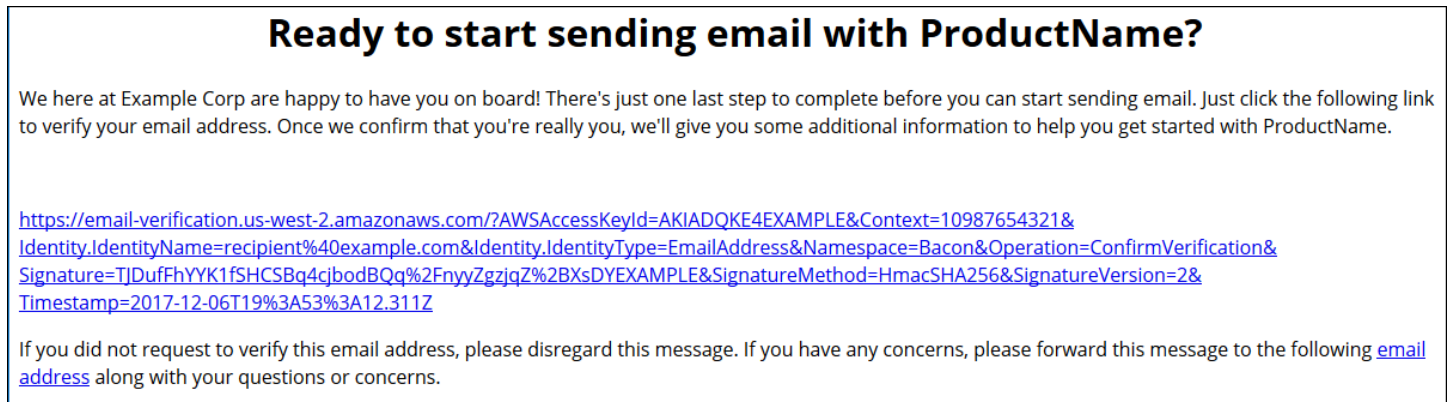 Ready to start sending email with ProductName?
We here at Example Corp are happy to have you on board! There's just one last step to complete before you can start sending email. Just click the following link
to verify your email address. Once we confirm that you're really you, we'll give you some additional information to help you get started with ProductName.
https://email-verification.us-west-2.amazonaws.com/?AWSAccessKeyId=AKIADQKE4EXAMPLE&Context=10987654321&
Identity.IdentityName=recipient%40example.com&Identity.IdentityType=EmailAddress&Namespace=Bacon&Operation=ConfirmVerification&
Signature=TJDufFhYYK1fSHCSBq4cjbodBQq%2FnyyZgzjqZ%2BXsDYEXAMPLE&SignatureMethod=HmacSHA256&SignatureVersion=2&
Timestamp=2017-12-06T19%3A53%3A12.311Z
If you did not request to verify this email address, please disregard this message. If you have any concerns, please forward this message to the following email
address along with your questions or concerns.